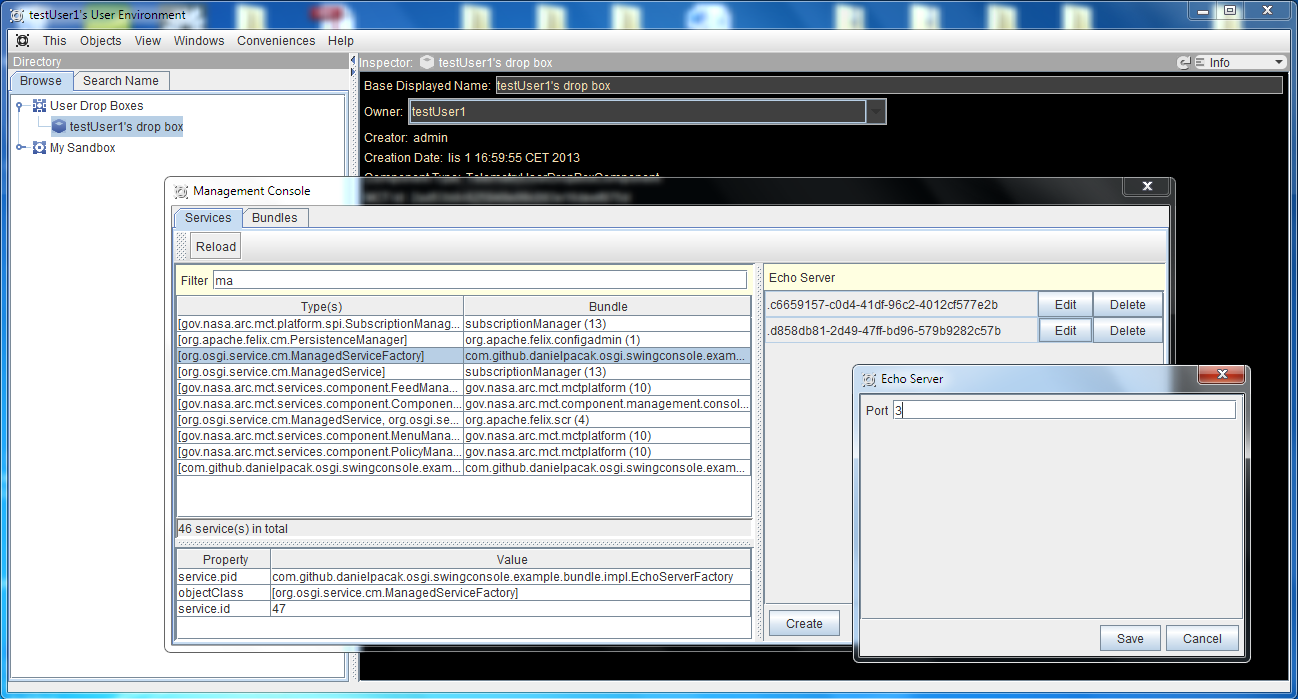 testUser1's User Environment
This Objects View Windows Conveniences Help
Directory
Browse Search Name
User Drop Boxes
testUser1's drop box
My Sandbox
Inspector: testUser1's drop box Info
Base Displayed Name: testUser1's drop box
Owner: testUser1
Creator: admin
Creation Date: lis 1 16:59:55 CET 2013
Management Console
Services Bundles
Reload
Filter ma
Type(s) Bundle
[gov.nasa.arc.mct.platform.spi.SubscriptionManag... subscriptionManager (13)
[org.apache.felix.cm.PersistenceManager] org.apache.felix.configadmin (1)
[org.osgi.service.cm.ManagedServiceFactory] com.github.danielpacak.osgi.swingconsole.exam...
[org.osgi.service.cm.ManagedService] subscriptionManager (13)
[gov.nasa.arc.mct.services.component.FeedMana... gov.nasa.arc.mct.mctplatform (10)
[gov.nasa.arc.mct.services.component.Componen... gov.nasa.arc.mct.component.management.consol...
[org.osgi.service.cm.ManagedService, org.osgi.se... org.apache.felix.scr (4)
[gov.nasa.arc.mct.services.component.MenuMana... gov.nasa.arc.mct.mctplatform (10)
[gov.nasa.arc.mct.services.component.PolicyMana... gov.nasa.arc.mct.mctplatform (10)
[com.github.danielpacak.osgi.swingconsole.exam... com.github.danielpacak.osgi.swingconsole.exam...
46 service(s) in total
Property Value
service.pid com.github.danielpacak.osgi.swingconsole.example.bundle.impl.EchoServerFactory
objectClass [org.osgi.service.cm.ManagedServiceFactory]
service.id 47
Echo Server
.c6659157-c0d4-41df-96c2-4012cf577e2b Edit Delete
.d858db81-2d49-47ff-bd96-579b9282c57b Edit Delete
Create
Echo Server
Port 3
Save Cancel